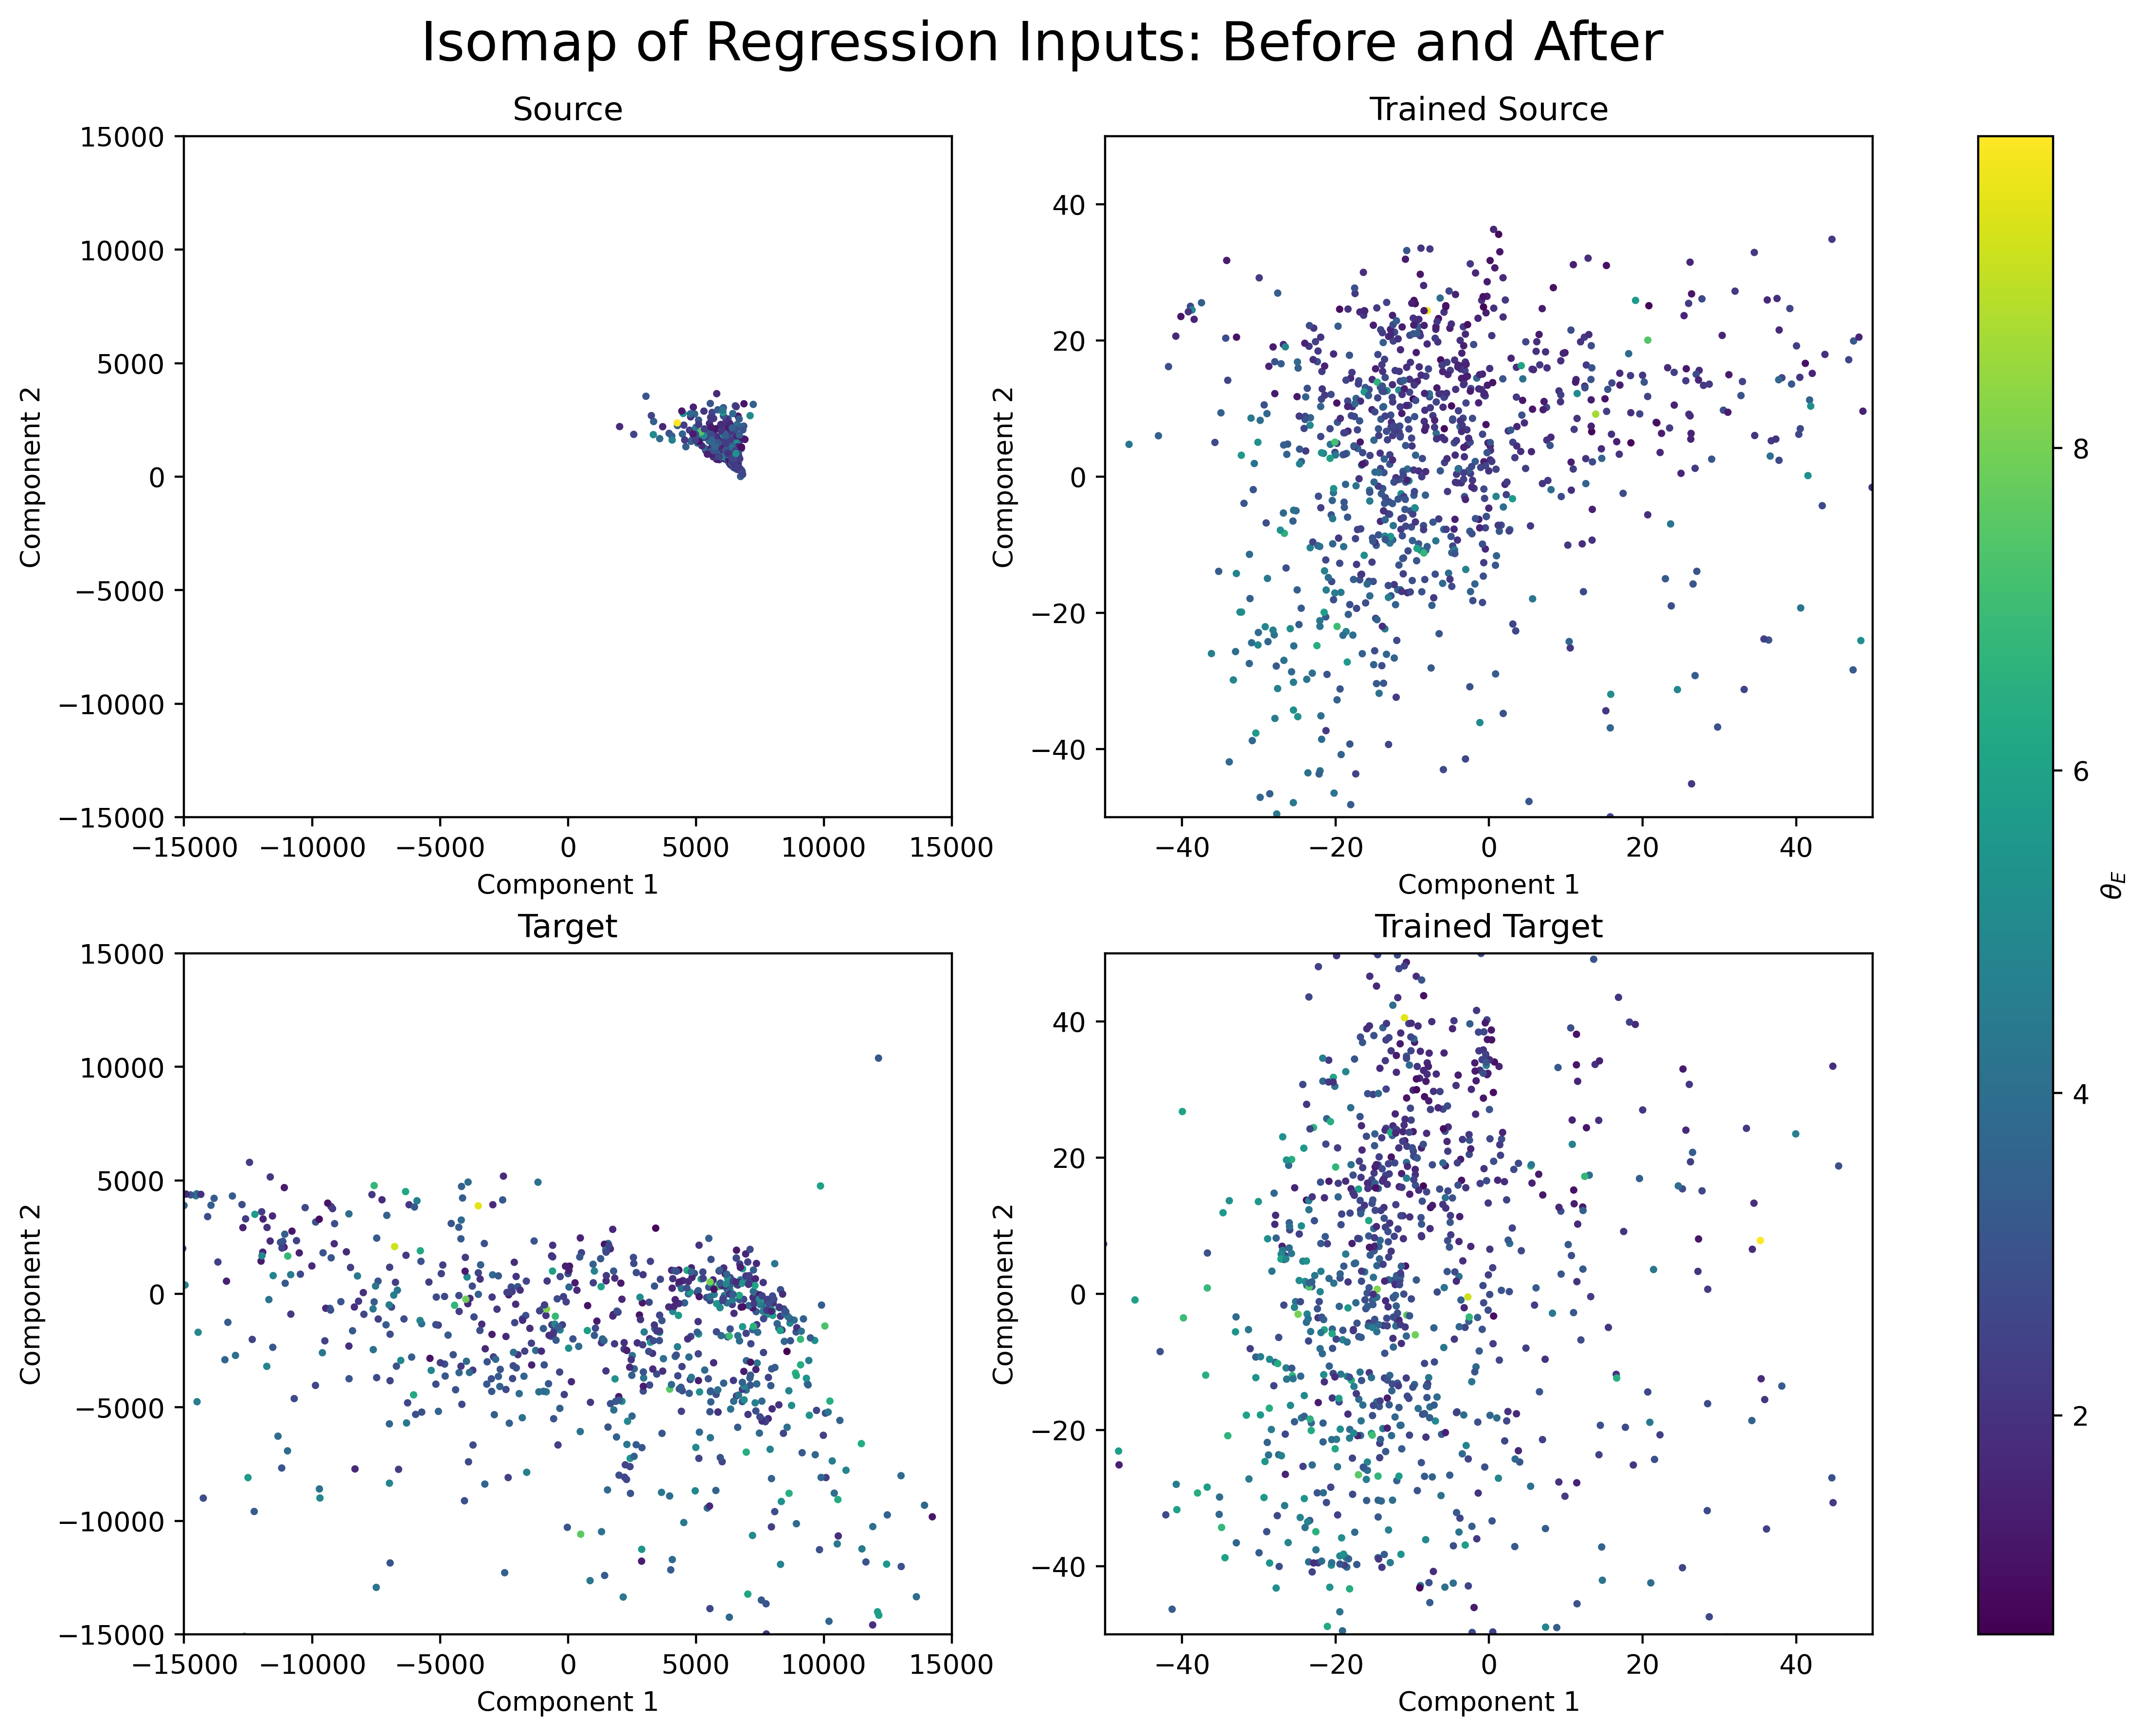 Isomap of Regression Inputs: Before and After
Source
Trained Source
15000
10000
5000
0
−5000
−10000
−15000
Component 2
−15000 −10000 −5000 0 5000 10000 15000
Component 1
40
20
0
−20
−40
Component 2
−40 −20 0 20 40
Component 1
Target
Trained Target
15000
10000
5000
0
−5000
−10000
−15000
Component 2
−15000 −10000 −5000 0 5000 10000 15000
Component 1
40
20
0
−20
−40
Component 2
−40 −20 0 20 40
Component 1
8
6
4
2
θE